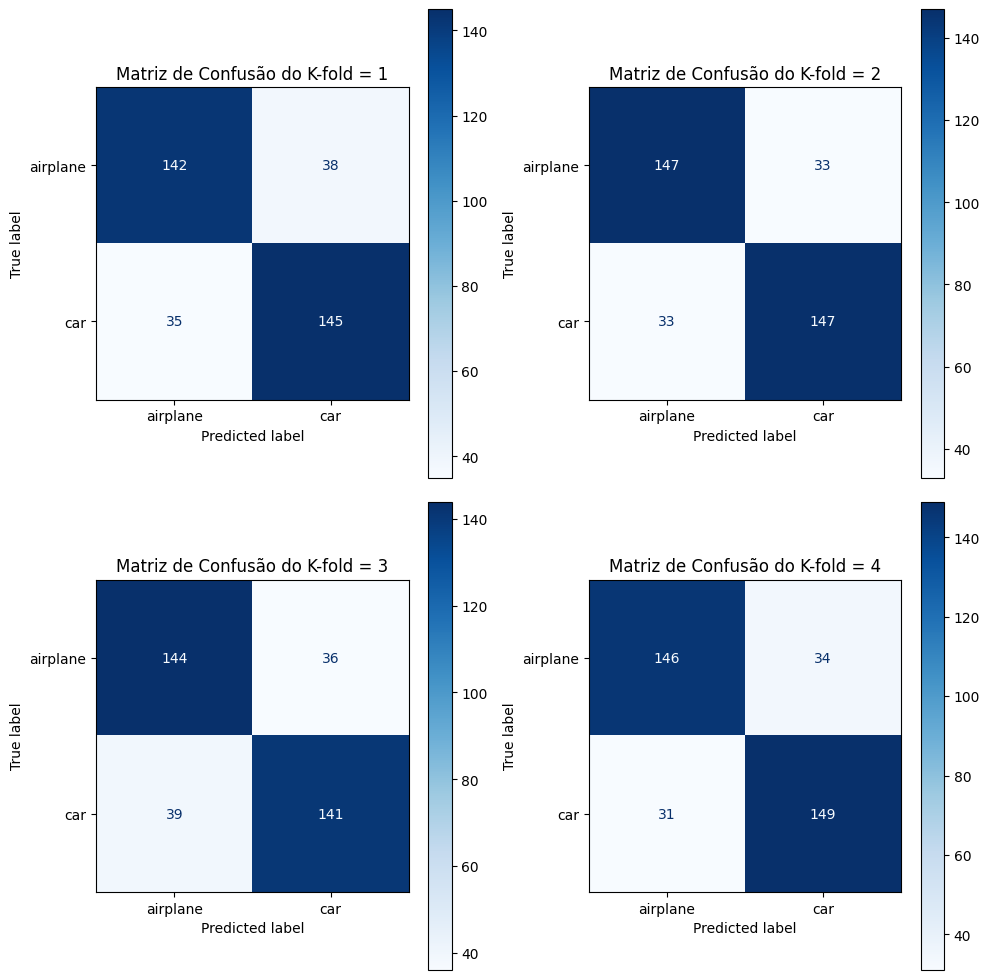 Matriz de Confusão do K-fold = 1
True label
airplane
car
142
38
35
145
airplane
car
Predicted label
140
120
100
80
60
40
Matriz de Confusão do K-fold = 2
True label
airplane
car
147
33
33
147
airplane
car
Predicted label
140
120
100
80
60
40
Matriz de Confusão do K-fold = 3
True label
airplane
car
144
36
39
141
airplane
car
Predicted label
140
120
100
80
60
40
Matriz de Confusão do K-fold = 4
True label
airplane
car
146
34
31
149
airplane
car
Predicted label
140
120
100
80
60
40